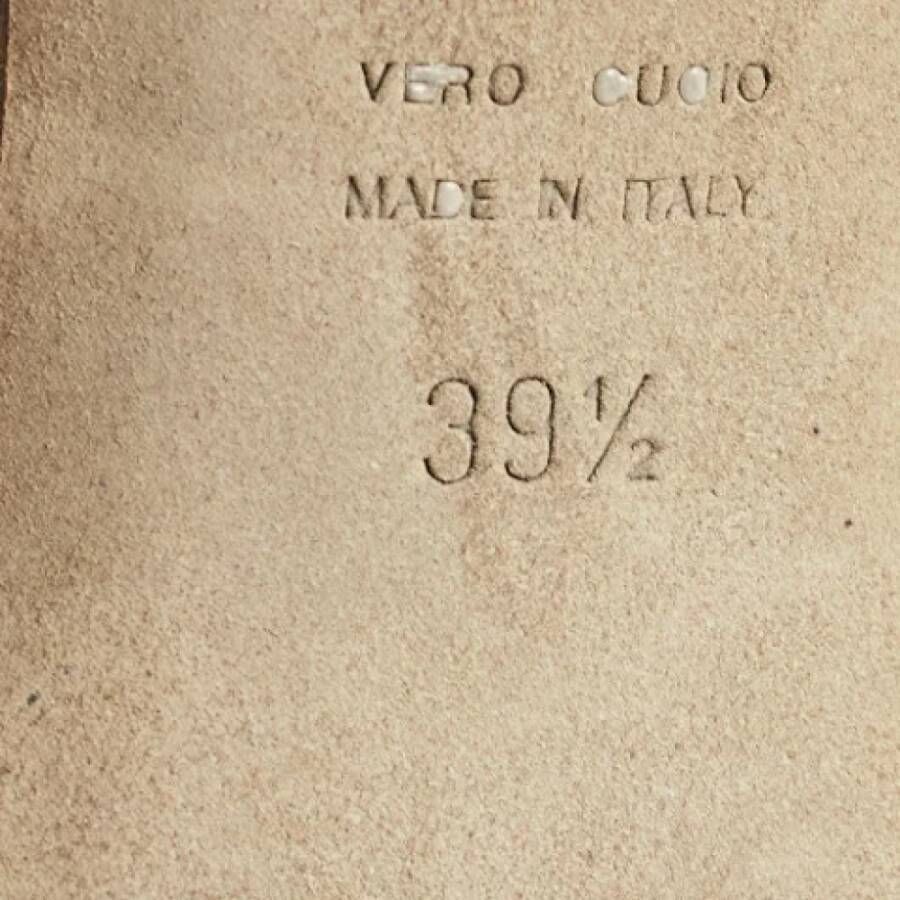 VERO CUOIO
MADE IN ITALY
39½